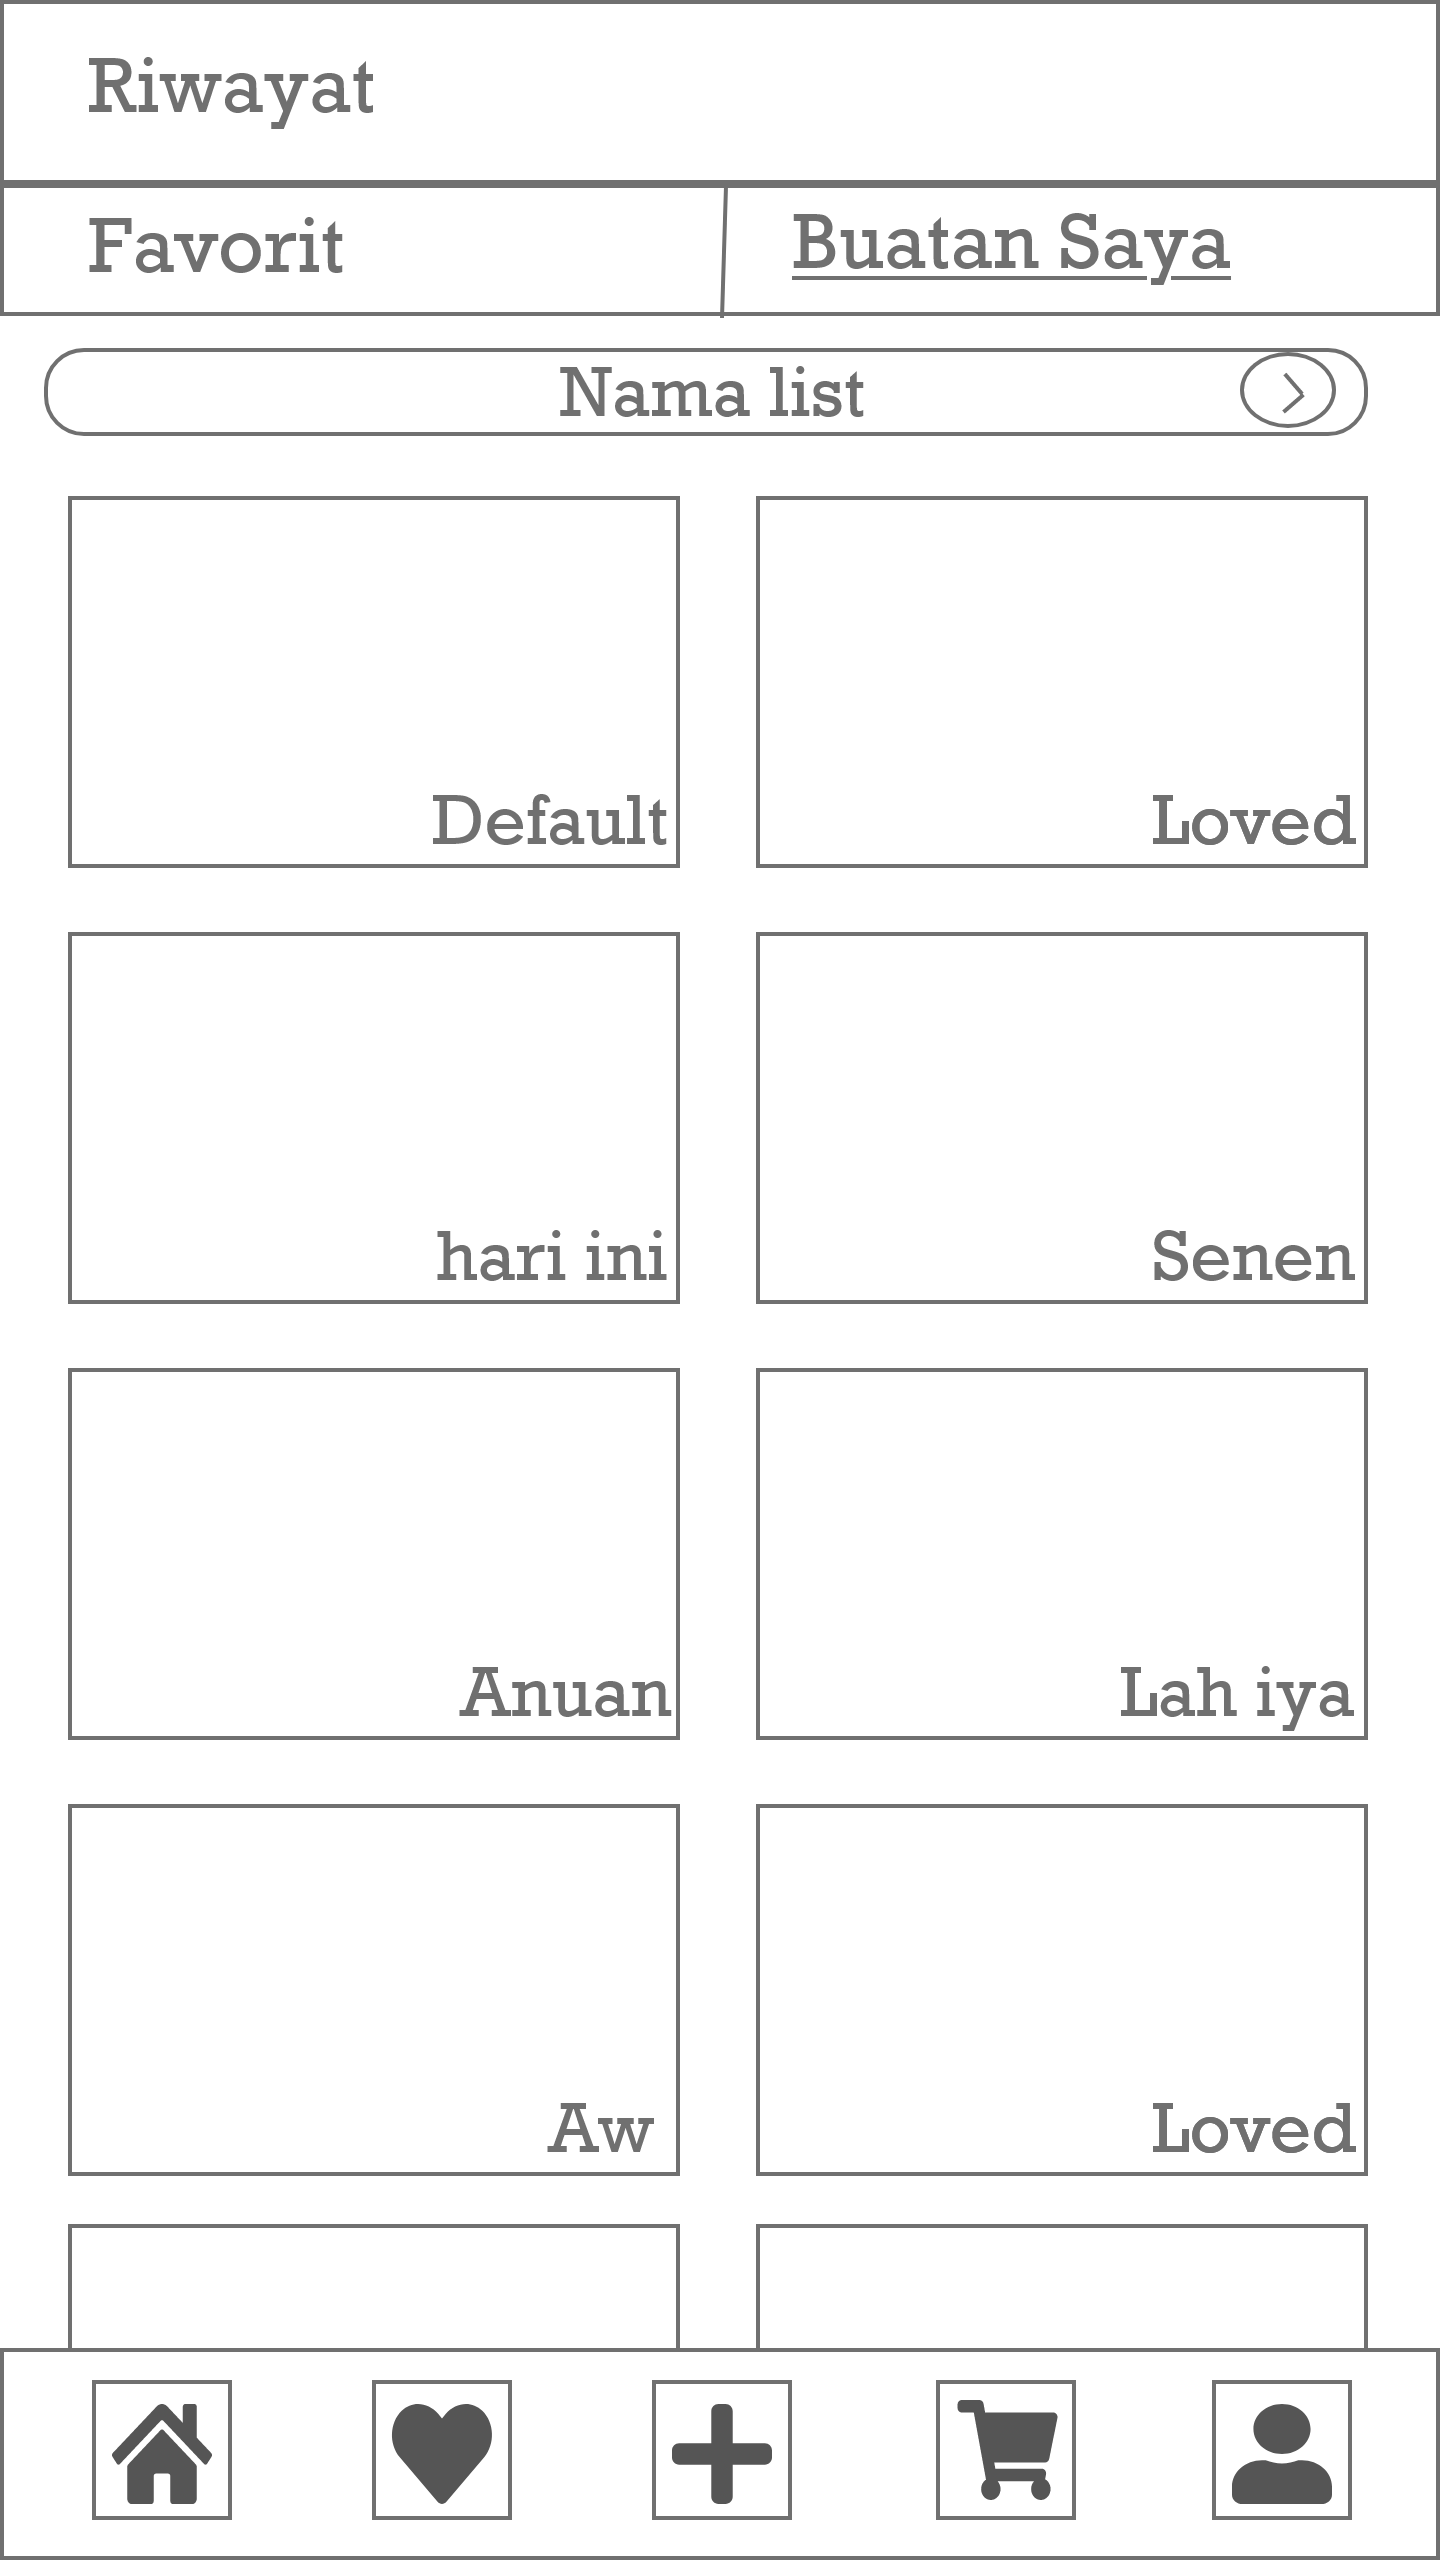 Riwayat
Favorit
Buatan Saya
Nama list
Default
Loved
hari ini
Senen
Anuan
Lah iya
Aw
Loved